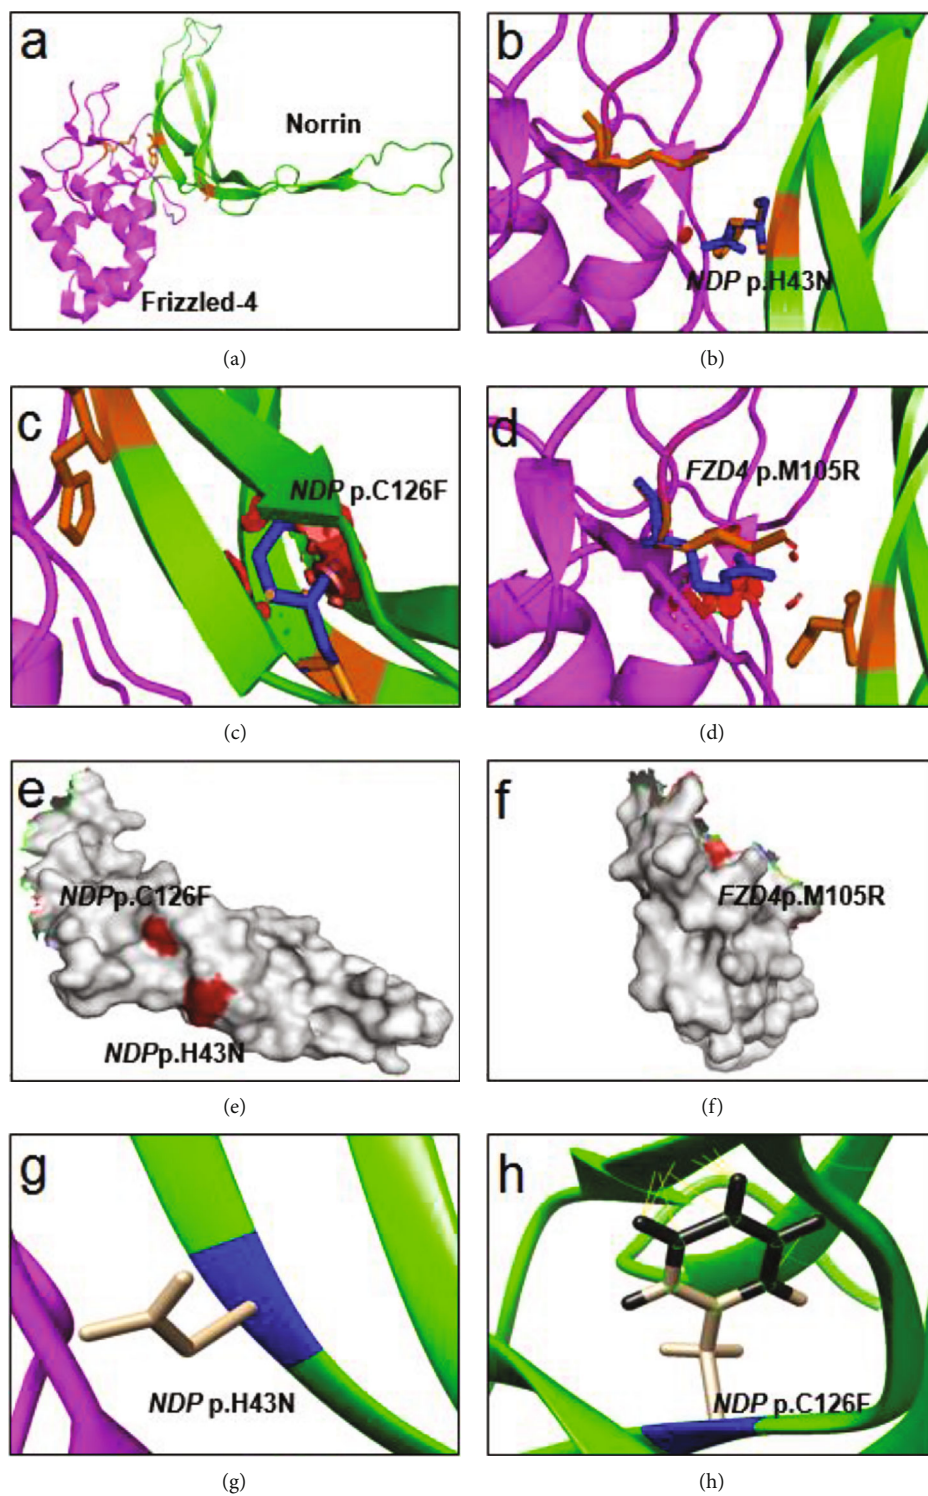 a
Norrin
Frizzled-4
(a)
b
NDP p.H43N
(b)
c
NDP p.C126F
(c)
d
FZD4 p.M105R
(d)
e
NDPp.C126F
NDPp.H43N
(e)
f
FZD4p.M105R
(f)
g
NDP p.H43N
(g)
h
NDP p.C126F
(h)